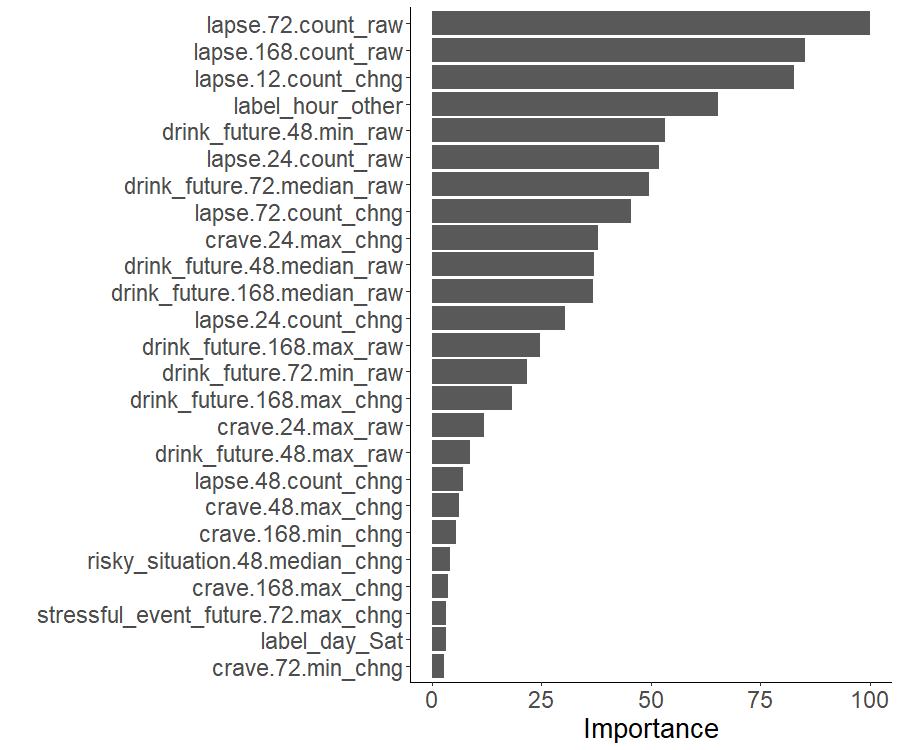 lapse.72.count_raw
lapse.168.count_raw
lapse.12.count_chng
label_hour_other
drink_future.48.min_raw
lapse.24.count_raw
drink_future.72.median_raw
lapse.72.count_chng
crave.24.max_chng
drink_future.48.median_raw
drink_future.168.median_raw
lapse.24.count_chng
drink_future.168.max_raw
drink_future.72.min_raw
drink_future.168.max_chng
crave.24.max_raw
drink_future.48.max_raw
lapse.48.count_chng
crave.48.max_chng
crave.168.min_chng
risky_situation.48.median_chng
crave.168.max_chng
stressful_event_future.72.max_chng
label_day_Sat
crave.72.min_chng
0 25 50 75 100
Importance